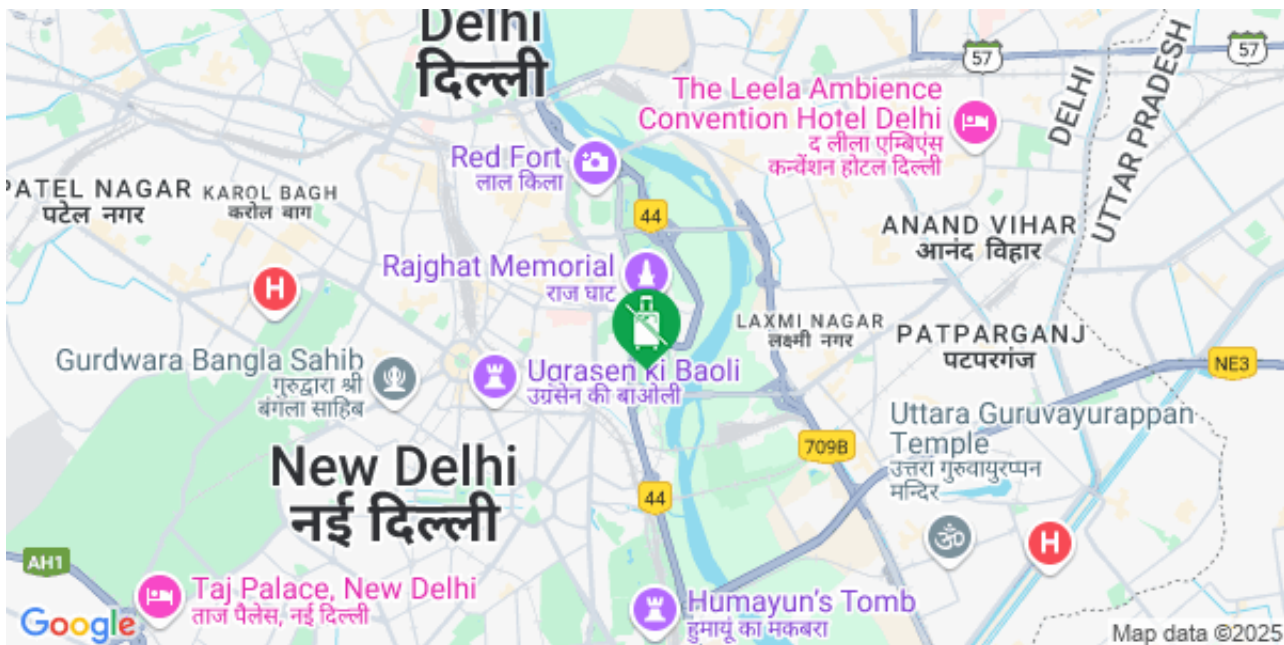 Delhi
दिल्ली
57
57
The Leela Ambience
Convention Hotel Delhi
द लीला एम्बिएंस
कन्वेंशन होटल दिल्ली
DELHI
UTTAR PRADESH
Red Fort
लाल किला
PATEL NAGAR
पटेल नगर
KAROL BAGH
करोल बाग
44
ANAND VIHAR
आनंद विहार
Rajghat Memorial
राज घाट
H
LAXMI NAGAR
लक्ष्मी नगर
PATPARGANJ
पटपरगंज
NE3
Gurdwara Bangla Sahib
गुरुद्वारा श्री
बंगला साहिब
Ugrasen ki Baoli
उग्रसेन की बाओली
Uttara Guruvayurappan
Temple
उत्तरा गुरुवायुरप्पन
मन्दिर
709B
New Delhi
नई दिल्ली
44
ॐ
H
AH1
Taj Palace, New Delhi
ताज पैलेस, नई दिल्ली
Humayun's Tomb
हुमायूं का मकबरा
Google
Map data ©2025